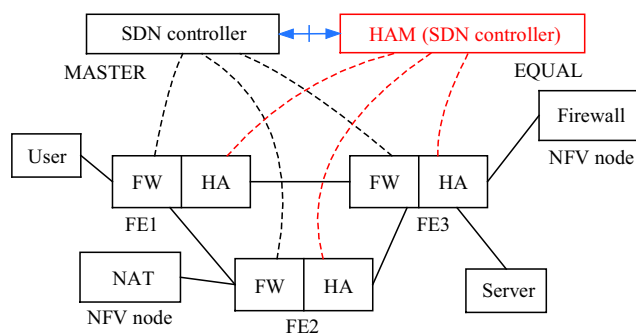 SDN controller
HAM (SDN controller)
MASTER
EQUAL
Firewall
NFV node
User
FW
HA
FE1
FW
HA
FE3
NAT
NFV node
FW
HA
FE2
Server